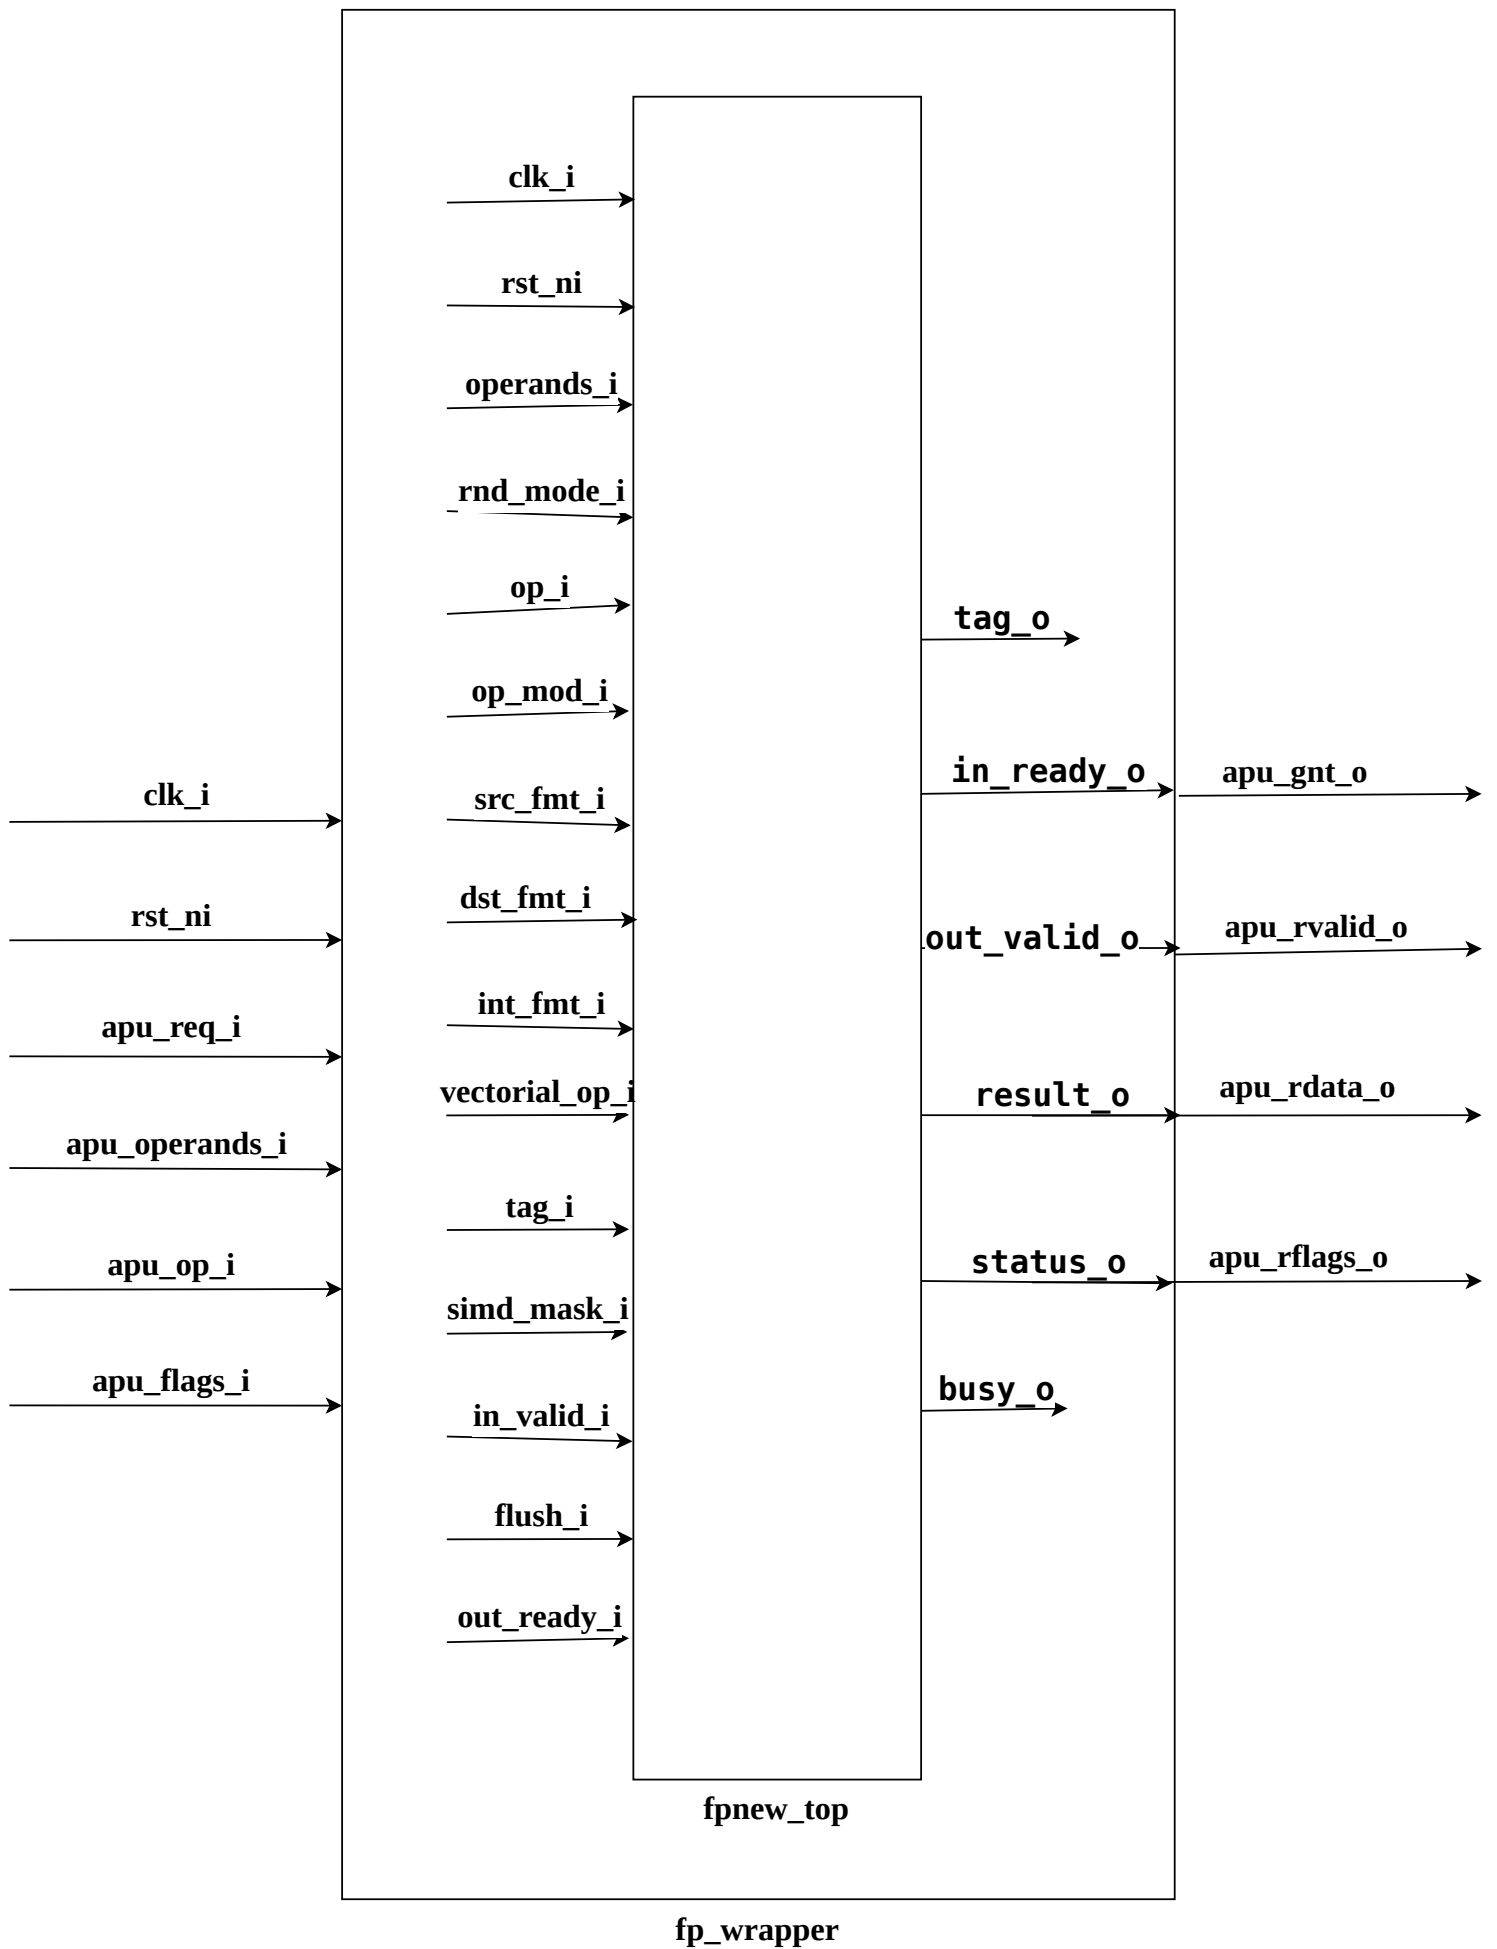 clk_i
rst_ni
apu_req_i
apu_operands_i
apu_op_i
apu_flags_i
clk_i
rst_ni
operands_i
rnd_mode_i
op_i
op_mod_i
src_fmt_i
dst_fmt_i
int_fmt_i
vectorial_op_i
tag_i
simd_mask_i
in_valid_i
flush_i
out_ready_i
tag_o
in_ready_o
out_valid_o
result_o
status_o
busy_o
apu_gnt_o
apu_rvalid_o
apu_rdata_o
apu_rflags_o
fpnew_top
fp_wrapper